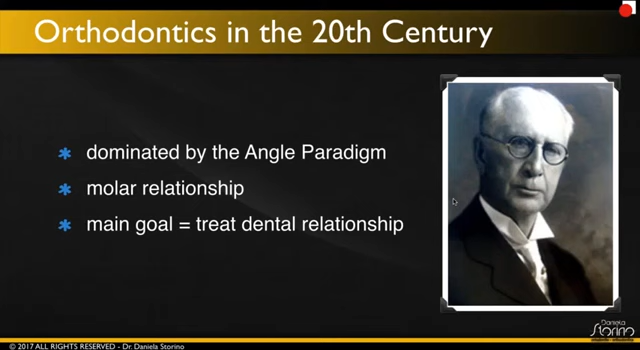 Orthodontics in the 20th Century
dominated by the Angle Paradigm
molar relationship
main goal = treat dental relationship
Daniela
Storino
© 2017 ALL RIGHTS RESERVED - Dr. Daniela Storino